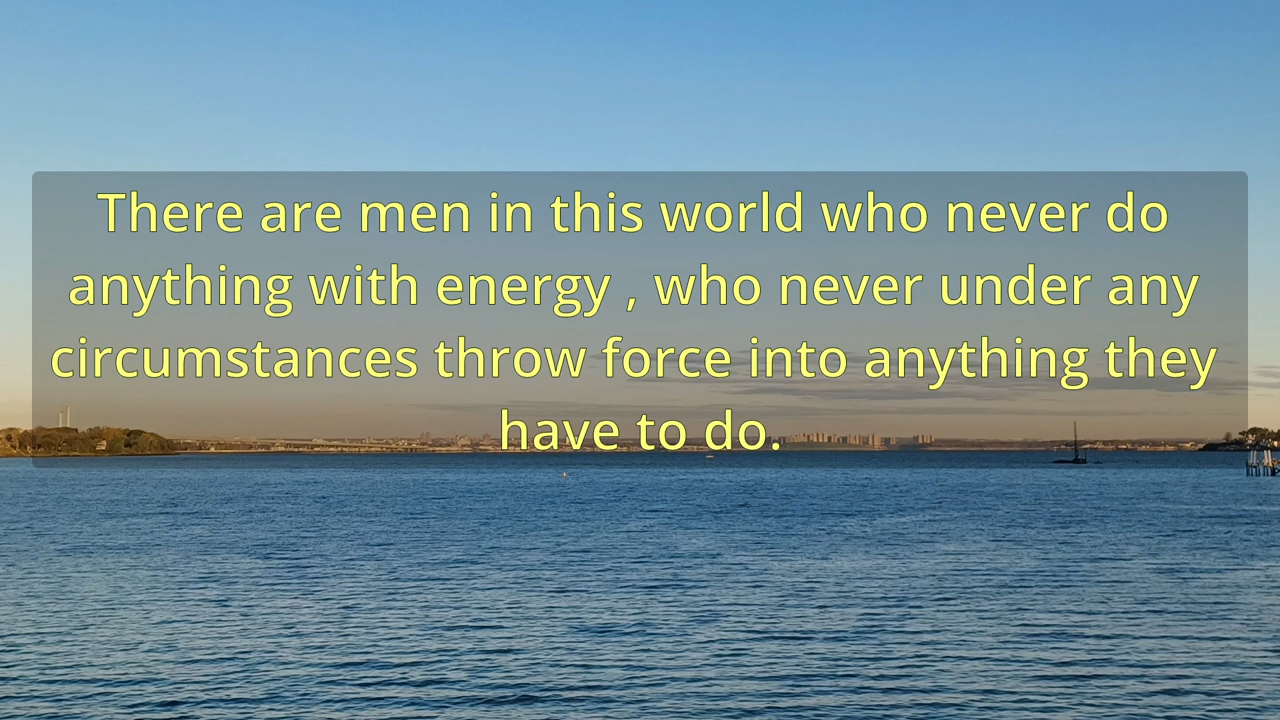 There are men in this world who never do
anything with energy , who never under any
circumstances throw force into anything they
have to do.